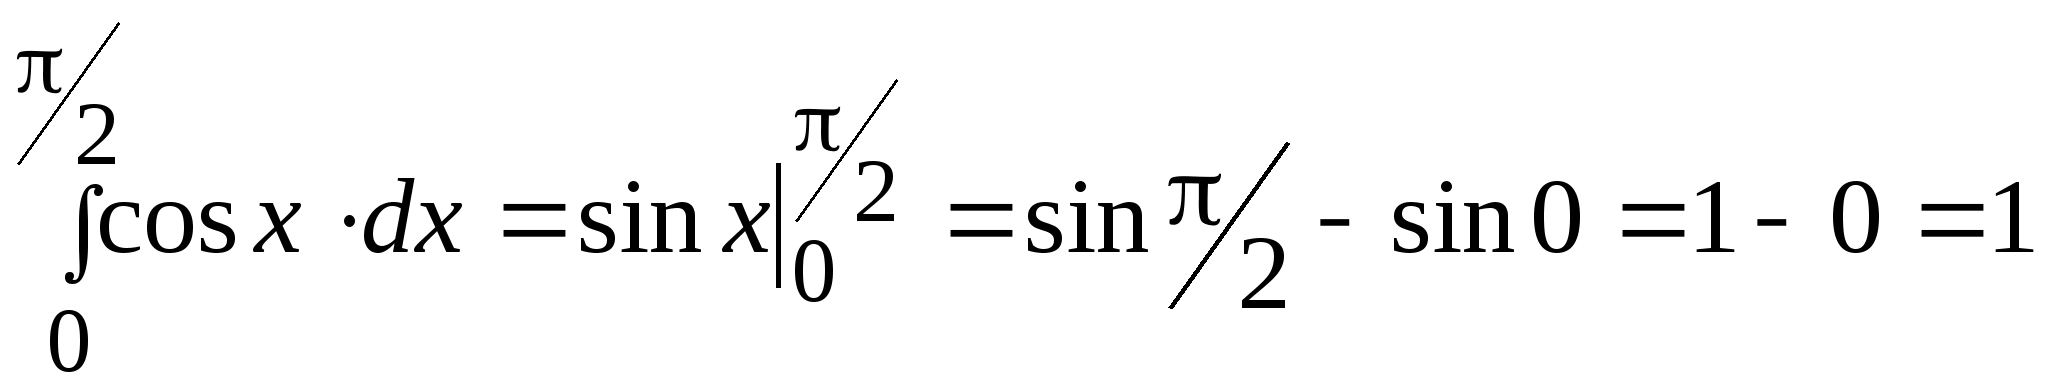 ∫₀^{π/2} cos x · dx = sin x |₀^{π/2} = sin π/2 - sin 0 = 1 - 0 = 1